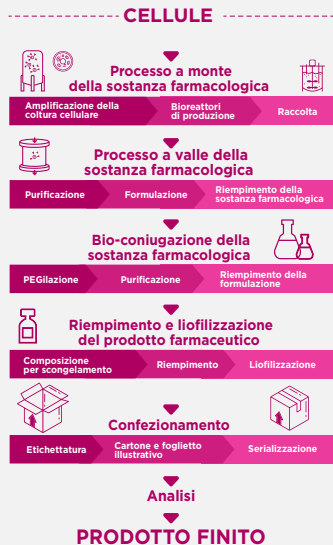 CELLULE
Processo a monte
della sostanza farmacologica
Amplificazione della
coltura cellulare
Bioreattori
di produzione
Raccolta
Processo a valle della
sostanza farmacologica
Purificazione
Formulazione
Riempimento della
sostanza farmacologica
Bio-coniugazione della
sostanza farmacologica
PEGilazione
Purificazione
Riempimento della
formulazione
Riempimento e liofilizzazione
del prodotto farmaceutico
Composizione
per scongelamento
Riempimento
Liofilizzazione
Confezionamento
Etichettatura
Cartone e foglietto
illustrativo
Serializzazione
Analisi
PRODOTTO FINITO